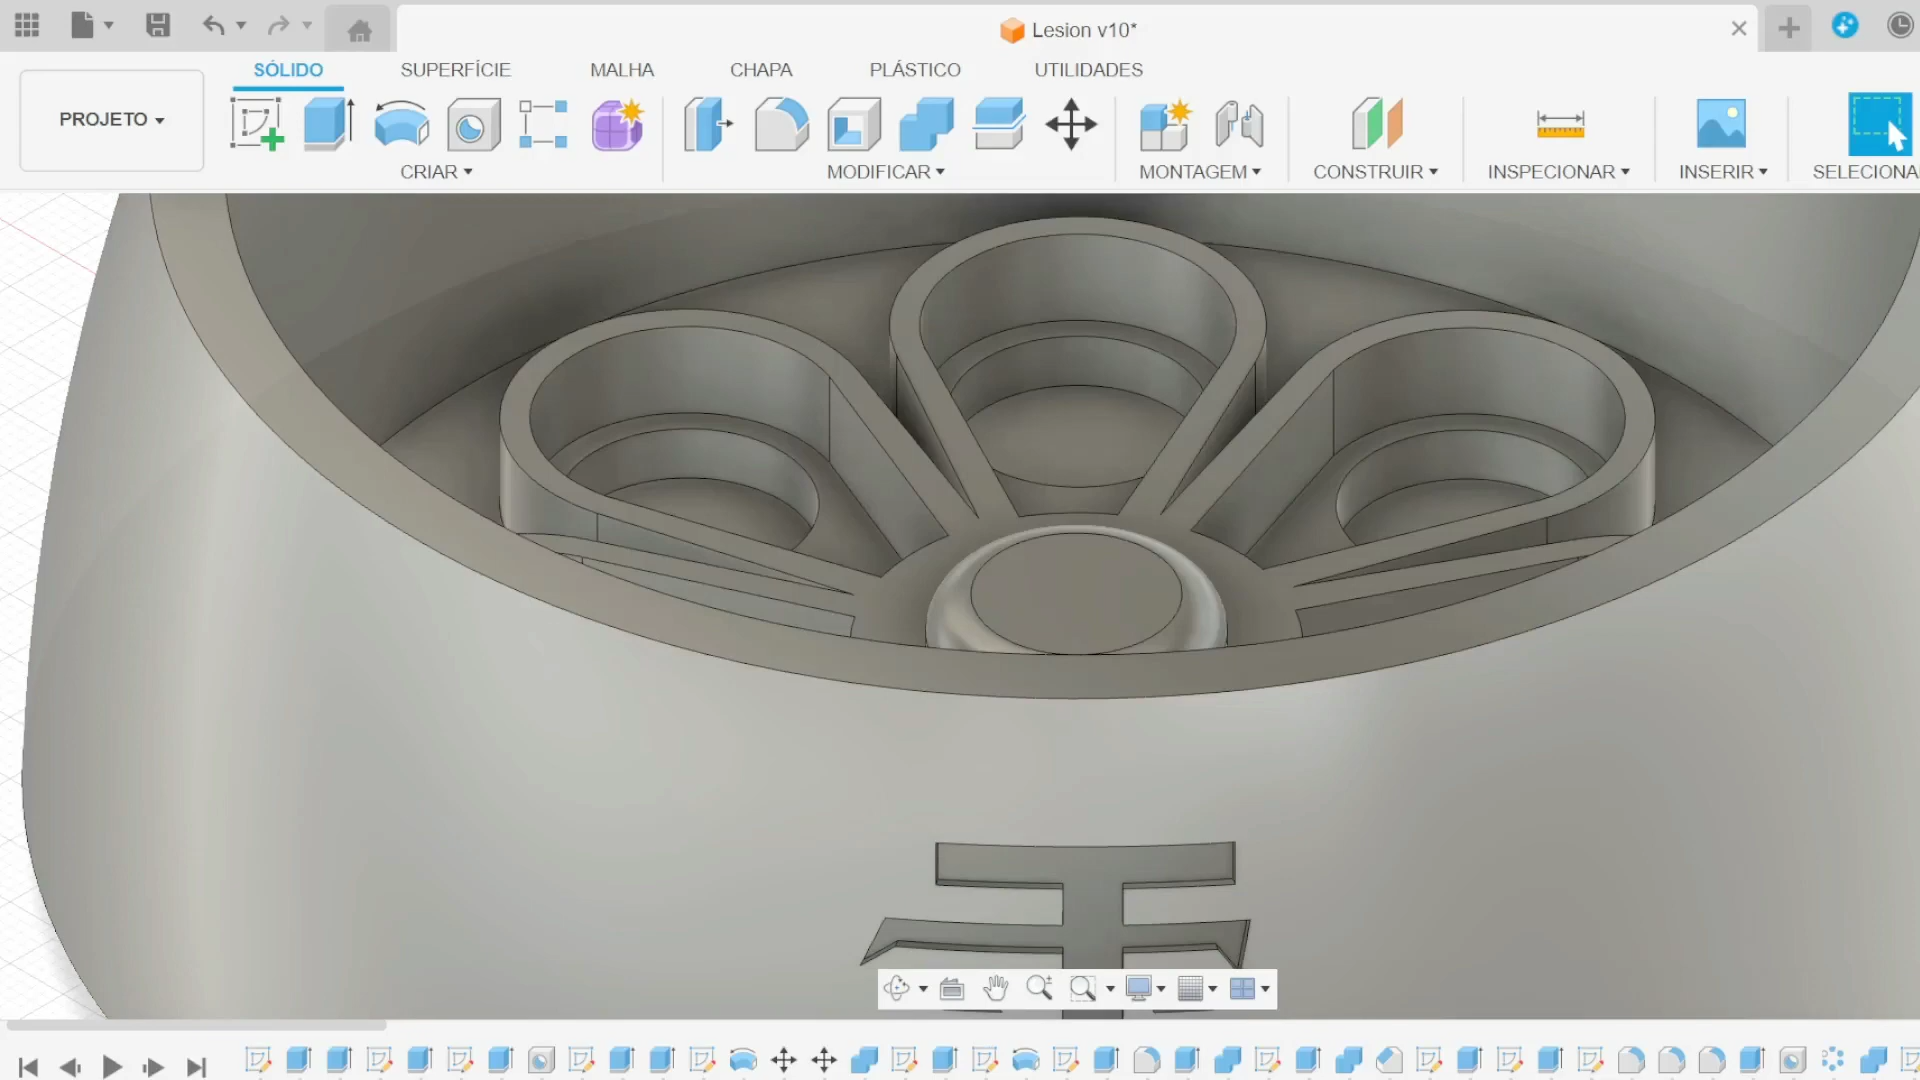 Lesion v10*
SÓLIDO SUPERFÍCIE MALHA CHAPA PLÁSTICO UTILIDADES
PROJETO
CRIAR MODIFICAR MONTAGEM CONSTRUIR INSPECIONAR INSERIR SELECIONA